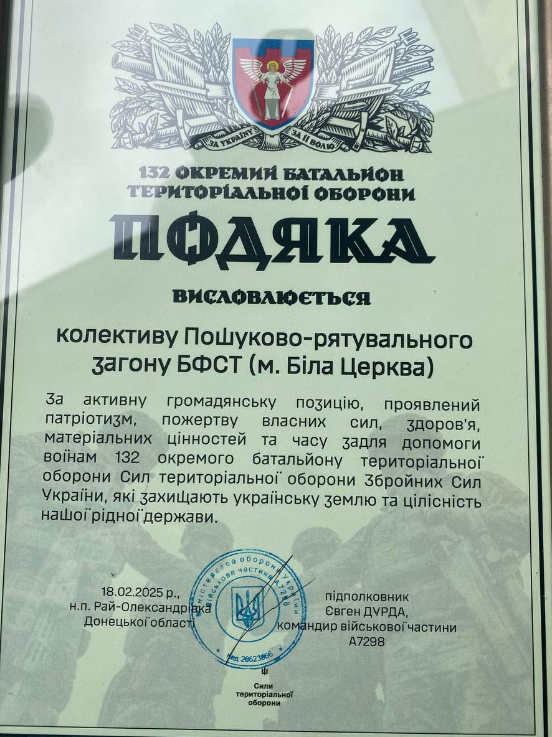 ЗА УКРАЇНУ ЗА ЇЇ ВОЛЮ
132 ОКРЕМИЙ БАТАЛЬЙОН
ТЕРИТОРІАЛЬНОЇ ОБОРОНИ
ПОДЯКА
ВИСЛОВЛЮЄТЬСЯ
колективу Пошуково-рятувального
загону БФСТ (м. Біла Церква)
За активну громадянську позицію, проявлений
патріотизм, пожертву власних сил, здоров'я,
матеріальних цінностей та часу задля допомоги
воїнам 132 окремого батальйону територіальної
оборони Сил територіальної оборони Збройних Сил
України, які захищають українську землю та цілісність
нашої рідної держави.
18.02.2025 р.,
н.п. Рай-Олександрівка
Донецької області
Міністерство оборони України
Військова частина А7298
код 20623066
підполковник
Євген ДУРДА,
командир військової частини
А7298
Сили
територіальної
оборони